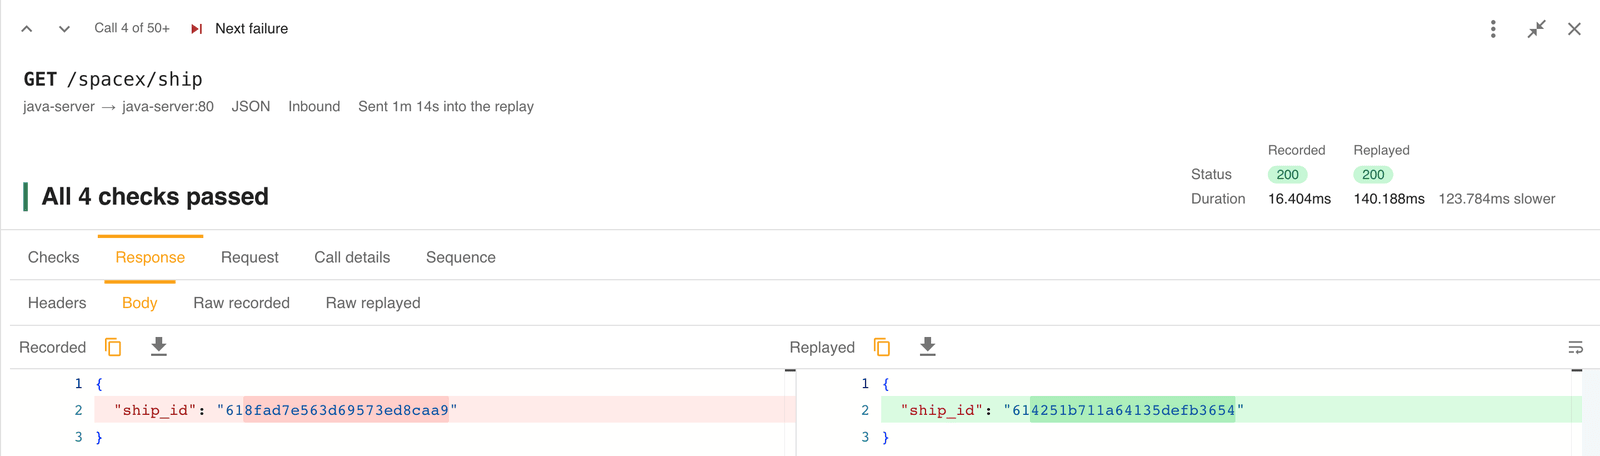 Call 4 of 50+ Next failure
GET /spacex/ship
java-server → java-server:80 JSON Inbound Sent 1m 14s into the replay
Recorded Replayed
Status 200 200
All 4 checks passed
Duration 16.404ms 140.188ms 123.784ms slower
Checks Response Request Call details Sequence
Headers Body Raw recorded Raw replayed
Recorded Replayed
1 { 1 {
2 "ship_id": "618fad7e563d69573ed8caa9" 2 "ship_id": "614251b711a64135defb3654"
3 } 3 }